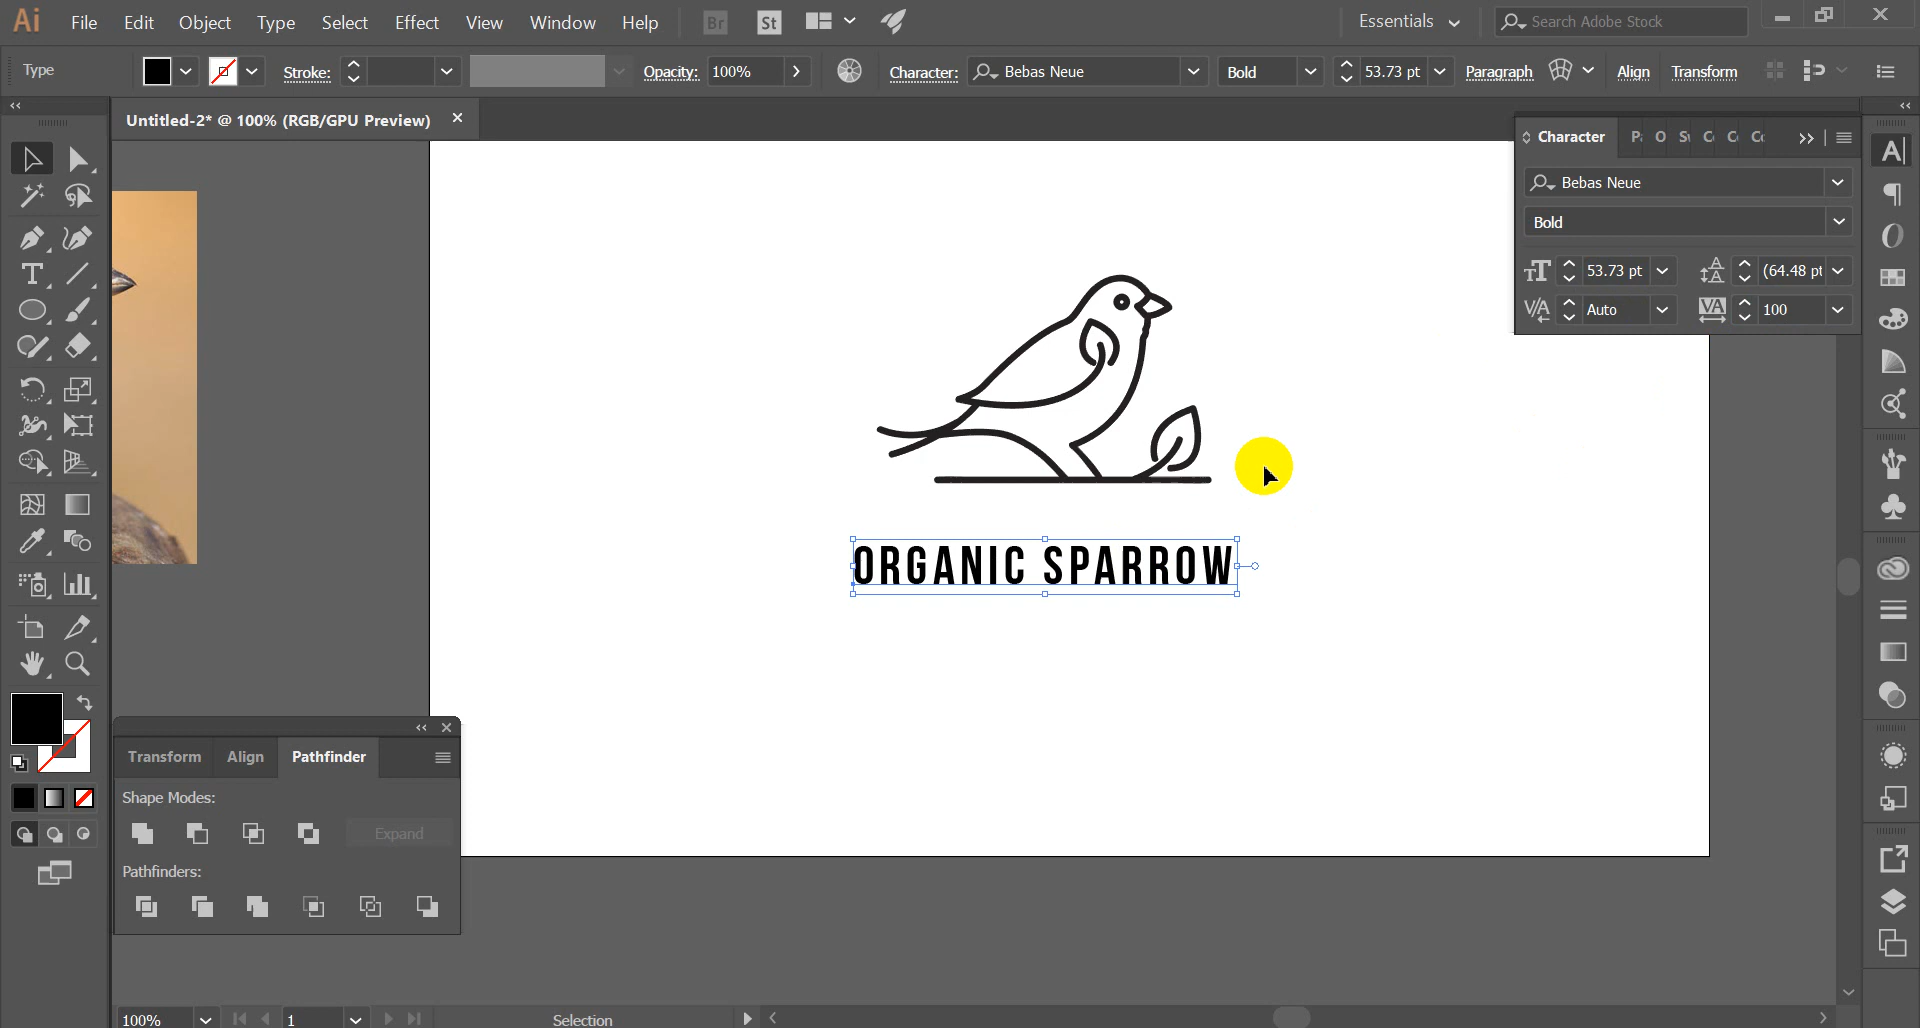 Ai File Edit Object Type Select Effect View Window Help Br St Essentials Search Adobe Stock
Type Stroke: Opacity: 100% Character: Bebas Neue Bold 53.73 pt Paragraph Align Transform
Untitled-2* @ 100% (RGB/GPU Preview)
Character
Bebas Neue
Bold
53.73 pt (64.48 pt
Auto 100
ORGANIC SPARROW
Transform Align Pathfinder
Shape Modes:
Expand
Pathfinders:
100% 1 Selection